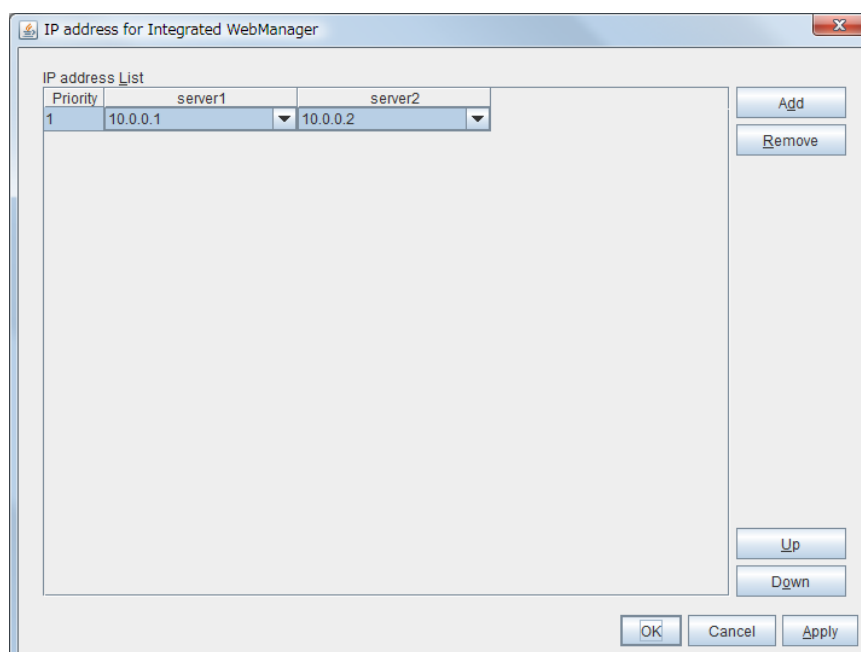 IP address for Integrated WebManager
IP address List
Priority server1 server2
1 10.0.0.1 10.0.0.2
Add
Remove
Up
Down
OK Cancel Apply